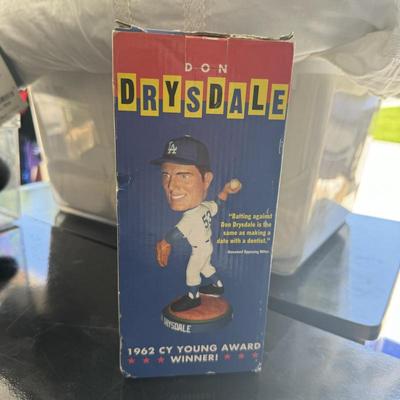 DON
DRYSDALE
LA
"Batting against
Don Drysdale is the
same as making a
date with a dentist."
53
DRYSDALE
1962 CY YOUNG AWARD
WINNER!